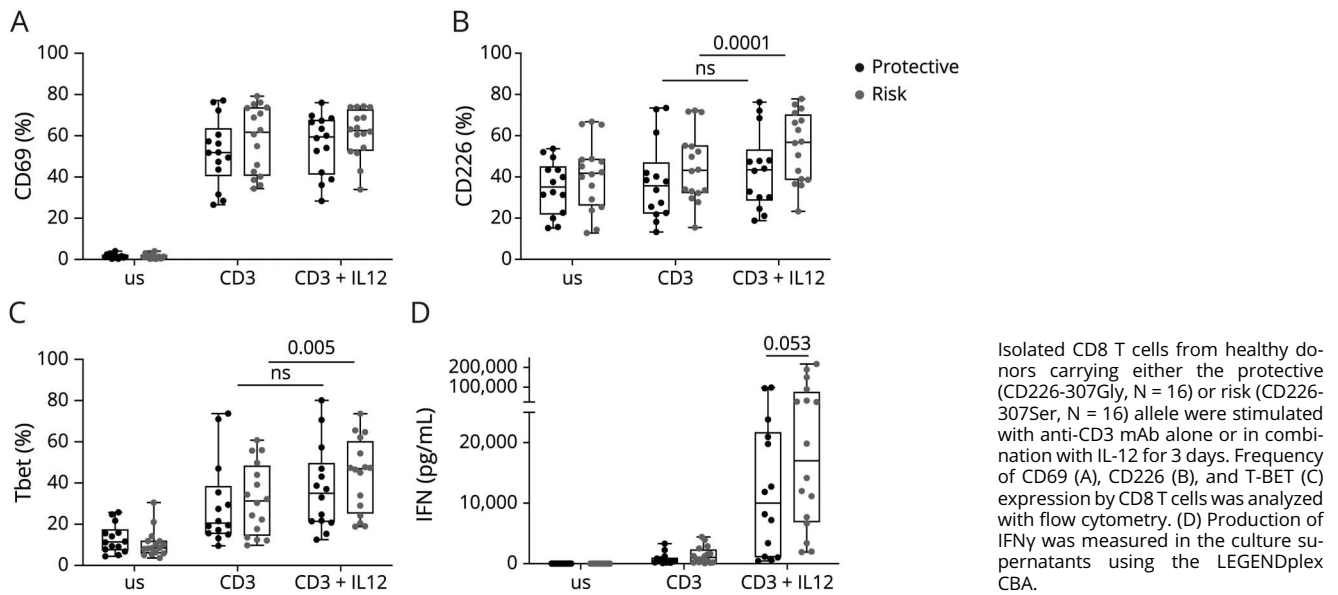 A
CD69 (%)
100
80
60
40
20
0
us
CD3
CD3 + IL12
B
CD226 (%)
100
80
60
40
20
0
0.0001
ns
us
CD3
CD3 + IL12
Protective
Risk
C
Tbet (%)
100
80
60
40
20
0
0.005
ns
us
CD3
CD3 + IL12
D
IFN (pg/mL)
200,000
100,000
20,000
10,000
0
0.053
us
CD3
CD3 + IL12
Isolated CD8 T cells from healthy do-
nors carrying either the protective
(CD226-307Gly, N = 16) or risk (CD226-
307Ser, N = 16) allele were stimulated
with anti-CD3 mAb alone or in combi-
nation with IL-12 for 3 days. Frequency
of CD69 (A), CD226 (B), and T-BET (C)
expression by CD8 T cells was analyzed
with flow cytometry. (D) Production of
IFNγ was measured in the culture su-
pernatants using the LEGENDplex
CBA.